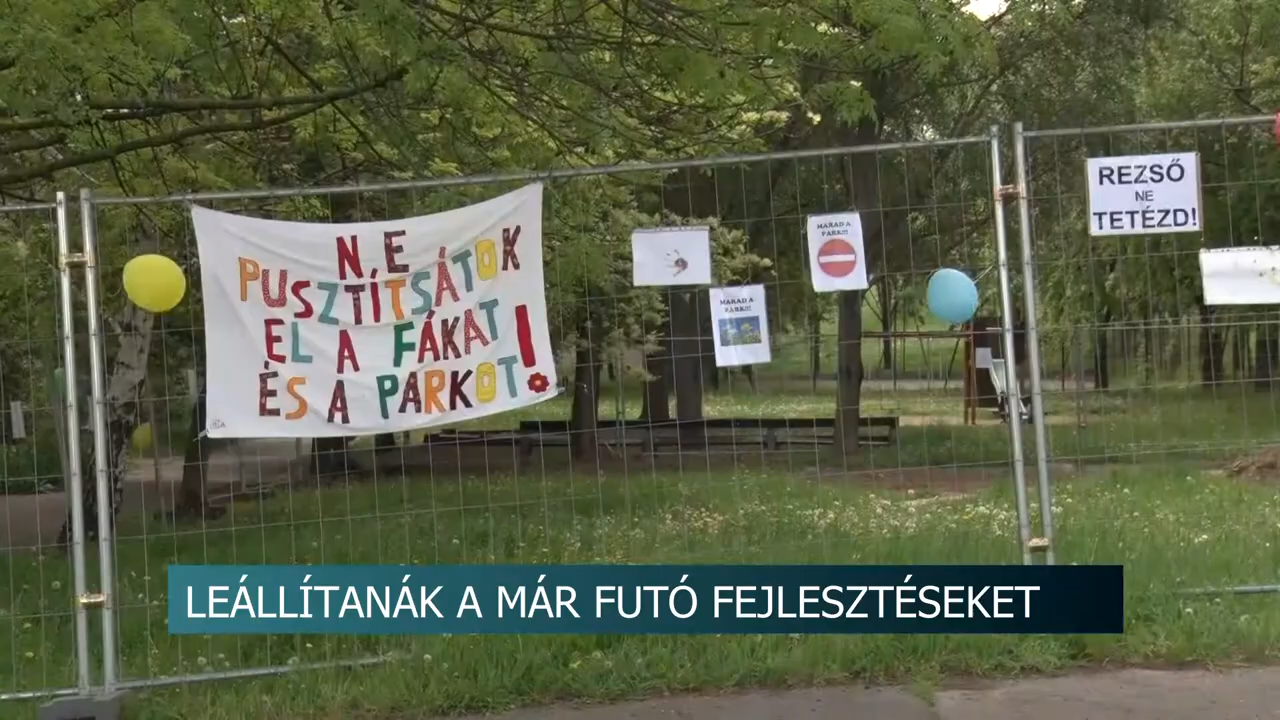 NE
PUSZTÍTSÁTOK
EL A FÁKAT
ÉS A PARKOT!
MARAD A
PARK!!!
MARAD A
PARK!!!
REZSŐ
NE
TETÉZD!
LEÁLLÍTANÁK A MÁR FUTÓ FEJLESZTÉSEKET